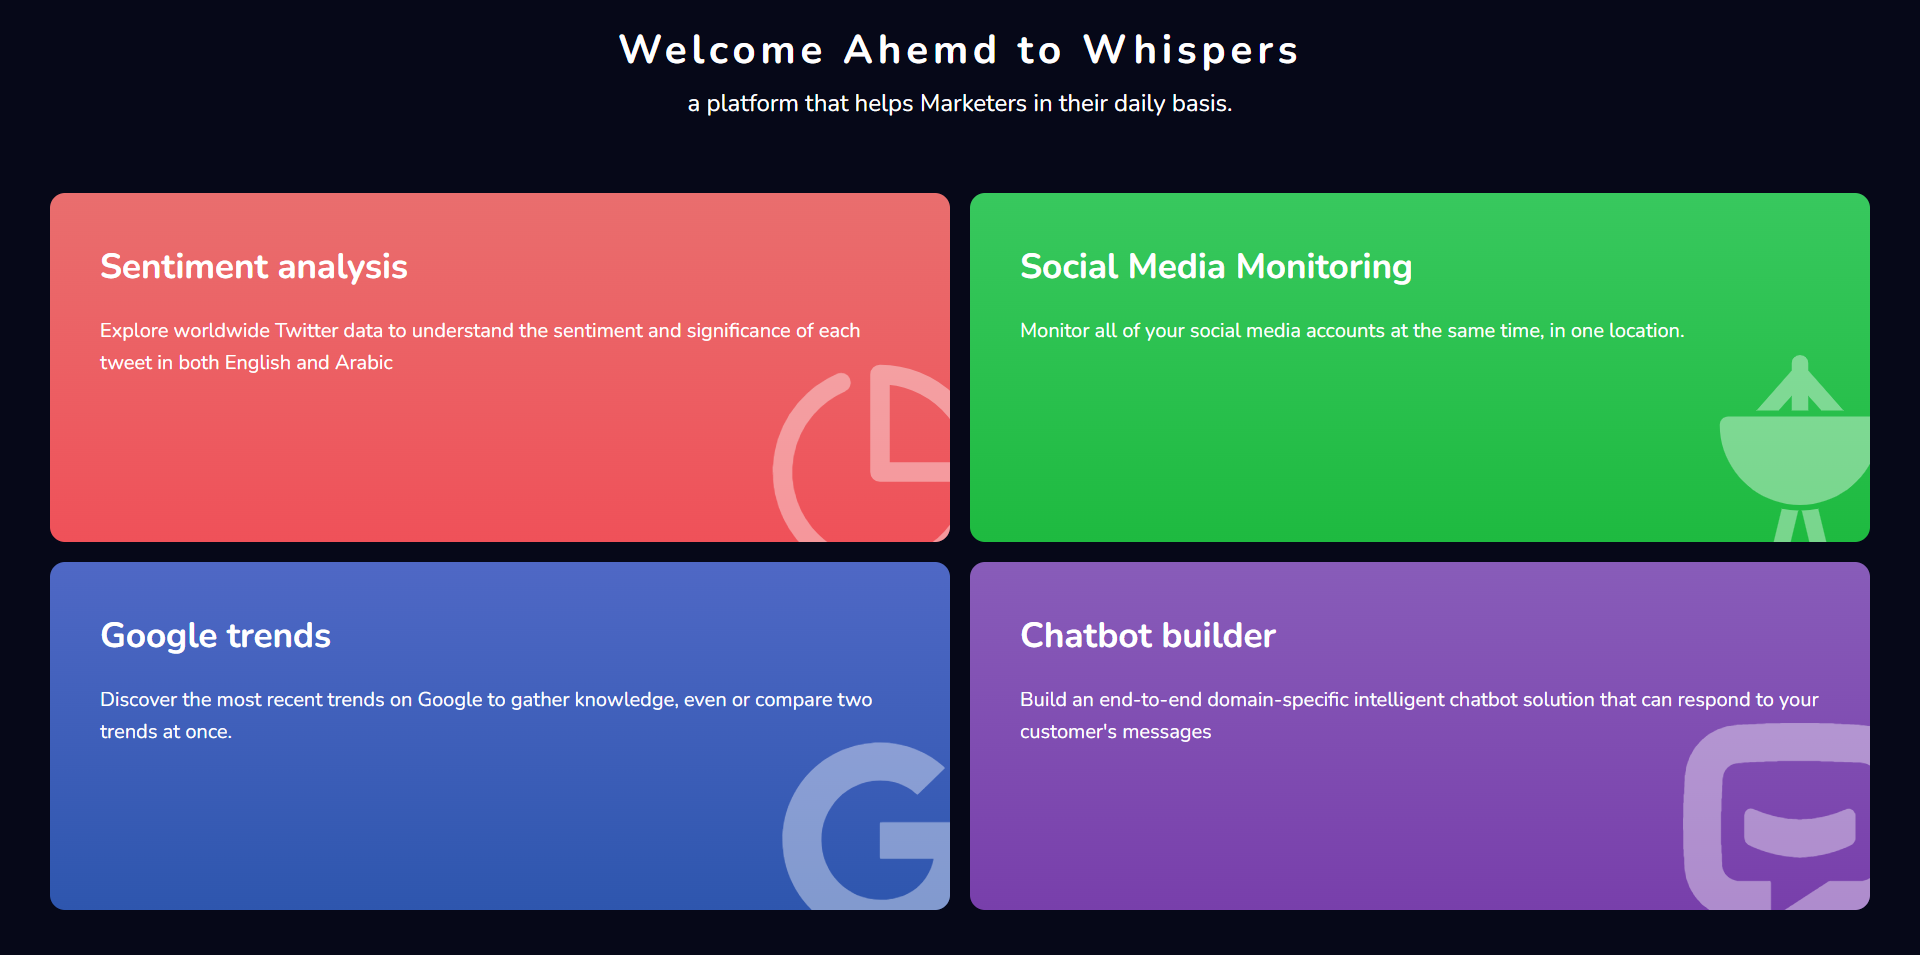 Welcome Ahemd to Whispers
a platform that helps Marketers in their daily basis.
Sentiment analysis
Explore worldwide Twitter data to understand the sentiment and significance of each
tweet in both English and Arabic
Social Media Monitoring
Monitor all of your social media accounts at the same time, in one location.
Google trends
Discover the most recent trends on Google to gather knowledge, even or compare two
trends at once.
Chatbot builder
Build an end-to-end domain-specific intelligent chatbot solution that can respond to your
customer's messages